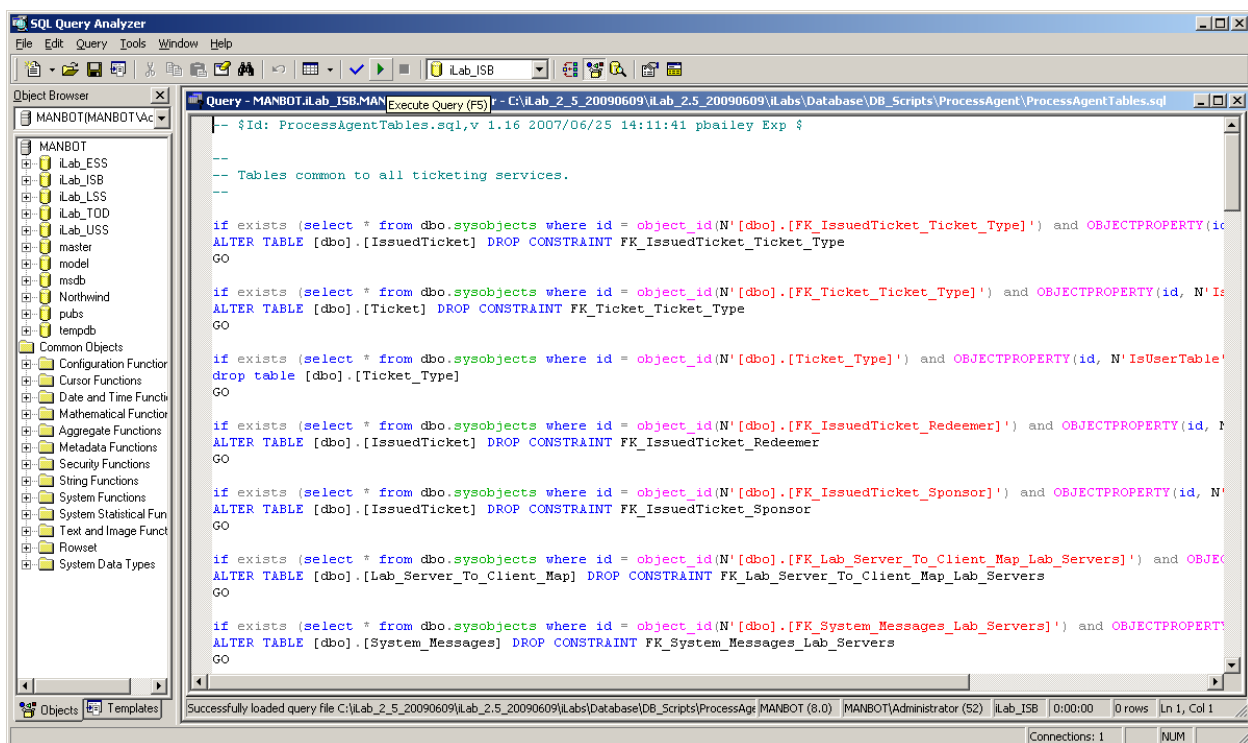 SQL Query Analyzer
File Edit Query Tools Window Help
iLab_ISB
Object Browser
MANBOT(MANBOT\Ac
MANBOT
iLab_ESS
iLab_ISB
iLab_LSS
iLab_TOD
iLab_USS
master
model
msdb
Northwind
pubs
tempdb
Common Objects
Configuration Function
Cursor Functions
Date and Time Functi
Mathematical Function
Aggregate Functions
Metadata Functions
Security Functions
String Functions
System Functions
System Statistical Fun
Text and Image Funct
Rowset
System Data Types
Objects Templates
Query - MANBOT.iLab_ISB.MAN r - C:\iLab_2_5_20090609\iLab_2.5_20090609\iLabs\Database\DB_Scripts\ProcessAgent\ProcessAgentTables.sql
Execute Query (F5)
-- $Id: ProcessAgentTables.sql,v 1.16 2007/06/25 14:11:41 pbailey Exp $
--
-- Tables common to all ticketing services.
--
if exists (select * from dbo.sysobjects where id = object_id(N'[dbo].[FK_IssuedTicket_Ticket_Type]') and OBJECTPROPERTY(id
ALTER TABLE [dbo].[IssuedTicket] DROP CONSTRAINT FK_IssuedTicket_Ticket_Type
GO
if exists (select * from dbo.sysobjects where id = object_id(N'[dbo].[FK_Ticket_Ticket_Type]') and OBJECTPROPERTY(id, N'Is
ALTER TABLE [dbo].[Ticket] DROP CONSTRAINT FK_Ticket_Ticket_Type
GO
if exists (select * from dbo.sysobjects where id = object_id(N'[dbo].[Ticket_Type]') and OBJECTPROPERTY(id, N'IsUserTable'
drop table [dbo].[Ticket_Type]
GO
if exists (select * from dbo.sysobjects where id = object_id(N'[dbo].[FK_IssuedTicket_Redeemer]') and OBJECTPROPERTY(id, N
ALTER TABLE [dbo].[IssuedTicket] DROP CONSTRAINT FK_IssuedTicket_Redeemer
GO
if exists (select * from dbo.sysobjects where id = object_id(N'[dbo].[FK_IssuedTicket_Sponsor]') and OBJECTPROPERTY(id, N'
ALTER TABLE [dbo].[IssuedTicket] DROP CONSTRAINT FK_IssuedTicket_Sponsor
GO
if exists (select * from dbo.sysobjects where id = object_id(N'[dbo].[FK_Lab_Server_To_Client_Map_Lab_Servers]') and OBJEC
ALTER TABLE [dbo].[Lab_Server_To_Client_Map] DROP CONSTRAINT FK_Lab_Server_To_Client_Map_Lab_Servers
GO
if exists (select * from dbo.sysobjects where id = object_id(N'[dbo].[FK_System_Messages_Lab_Servers]') and OBJECTPROPERTY
ALTER TABLE [dbo].[System_Messages] DROP CONSTRAINT FK_System_Messages_Lab_Servers
GO
Successfully loaded query file C:\iLab_2_5_20090609\iLab_2.5_20090609\iLabs\Database\DB_Scripts\ProcessAge MANBOT (8.0) MANBOT\Administrator (52) iLab_ISB 0:00:00 0 rows Ln 1, Col 1
Connections: 1 NUM